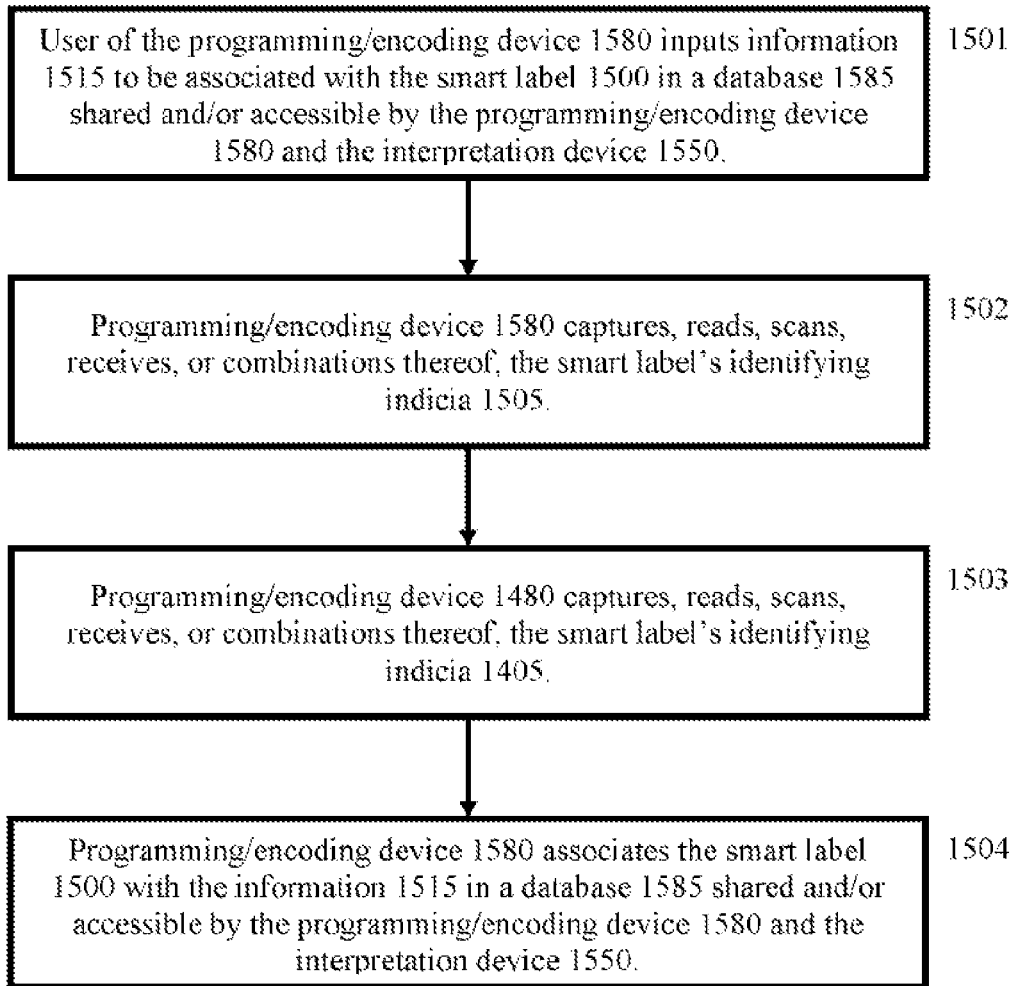 User of the programming/encoding device 1580 inputs information
1515 to be associated with the smart label 1500 in a database 1585
shared and/or accessible by the programming/encoding device
1580 and the interpretation device 1550.
1501
Programming/encoding device 1580 captures, reads, scans,
receives, or combinations thereof, the smart label's identifying
indicia 1505.
1502
Programming/encoding device 1480 captures, reads, scans,
receives, or combinations thereof, the smart label's identifying
indicia 1405.
1503
Programming/encoding device 1580 associates the smart label
1500 with the information 1515 in a database 1585 shared and/or
accessible by the programming/encoding device 1580 and the
interpretation device 1550.
1504